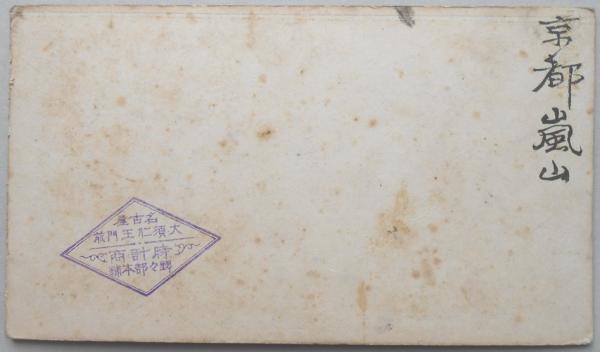 京都嵐山
名古屋
大須仁王門前
時計商